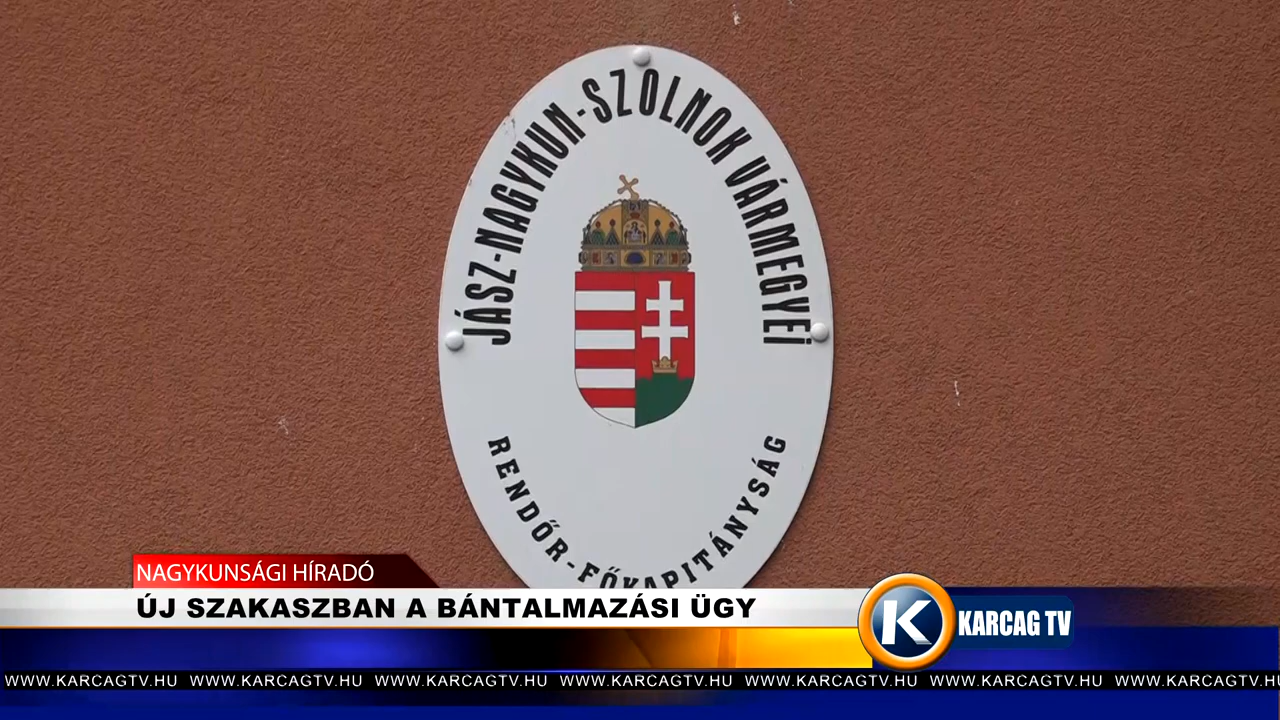 JÁSZ-NAGYKUN-SZOLNOK VÁRMEGYEI
RENDŐR-FŐKAPITÁNYSÁG
NAGYKUNSÁGI HÍRADÓ
ÚJ SZAKASZBAN A BÁNTALMAZÁSI ÜGY
K KARCAG TV
WWW.KARCAGTV.HU WWW.KARCAGTV.HU WWW.KARCAGTV.HU WWW.KARCAGTV.HU WWW.KARCAGTV.HU WWW.KARCAGTV.HU WWW.KARCAGTV.HU